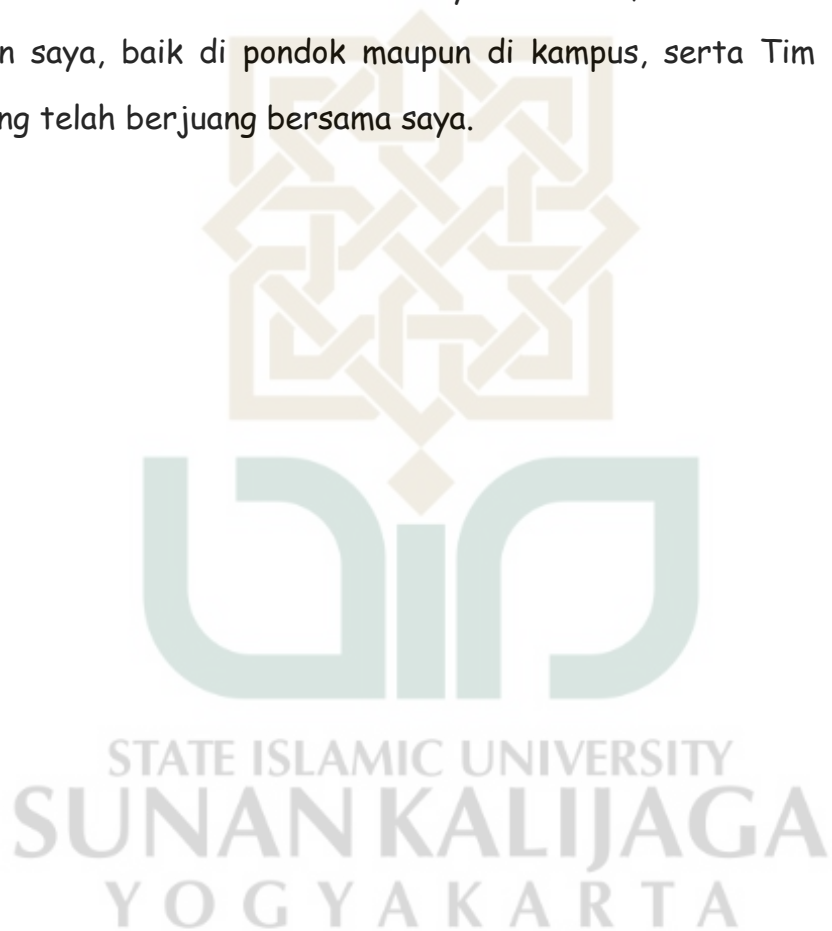 n saya, baik di pondok maupun di kampus, serta Tim
ng telah berjuang bersama saya.
STATE ISLAMIC UNIVERSITY
SUNAN KALIJAGA
YOGYAKARTA